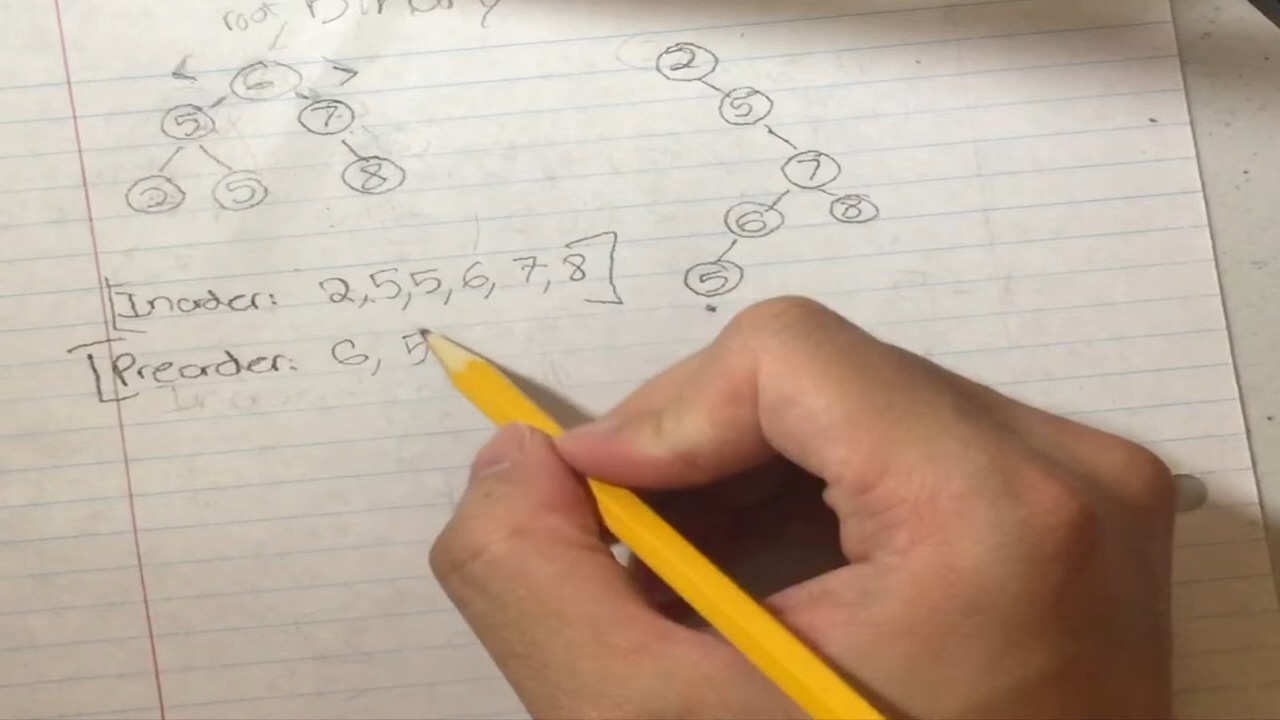 root, Binary
< 6 >
5 7
2 5 8
2
5
7
6 8
5
[Inorder: 2,5,5,6,7,8]
[Preorder: 6, 5